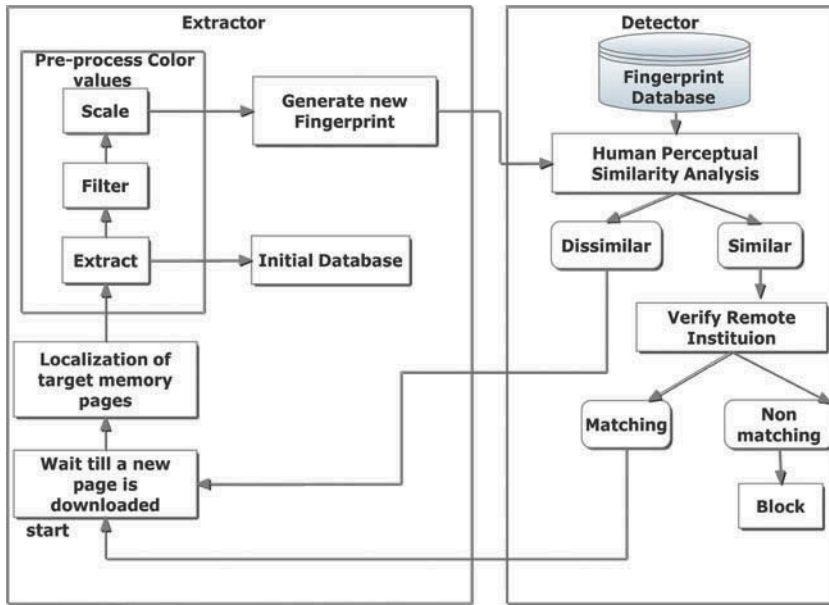 Extractor
Pre-process Color
values
Scale
Filter
Extract
Generate new
Fingerprint
Initial Database
Localization of
target memory
pages
Wait till a new
page is
downloaded
start
Detector
Fingerprint
Database
Human Perceptual
Similarity Analysis
Dissimilar
Similar
Verify Remote
Instituion
Matching
Non
matching
Block